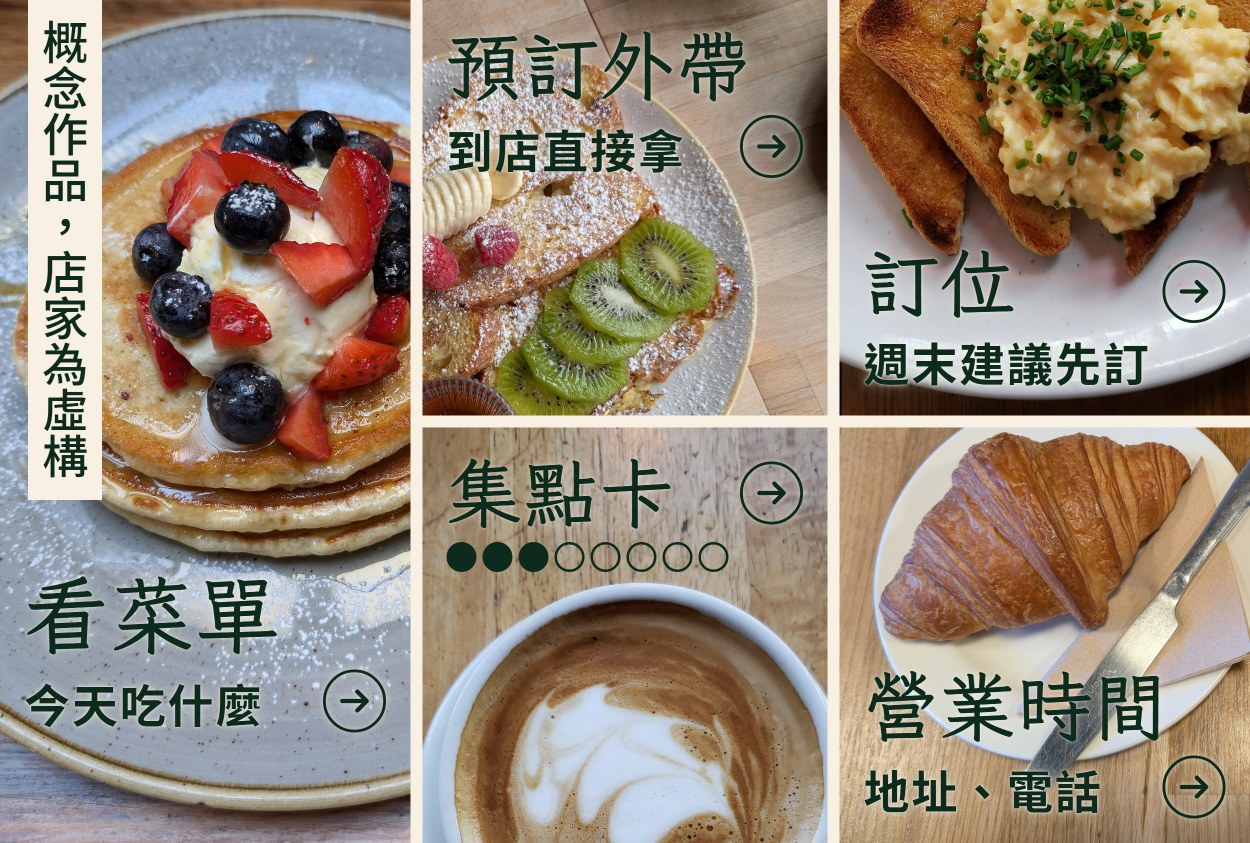 概念作品，店家為虛構
看菜單
今天吃什麼
預訂外帶
到店直接拿
訂位
週末建議先訂
集點卡
營業時間
地址、電話